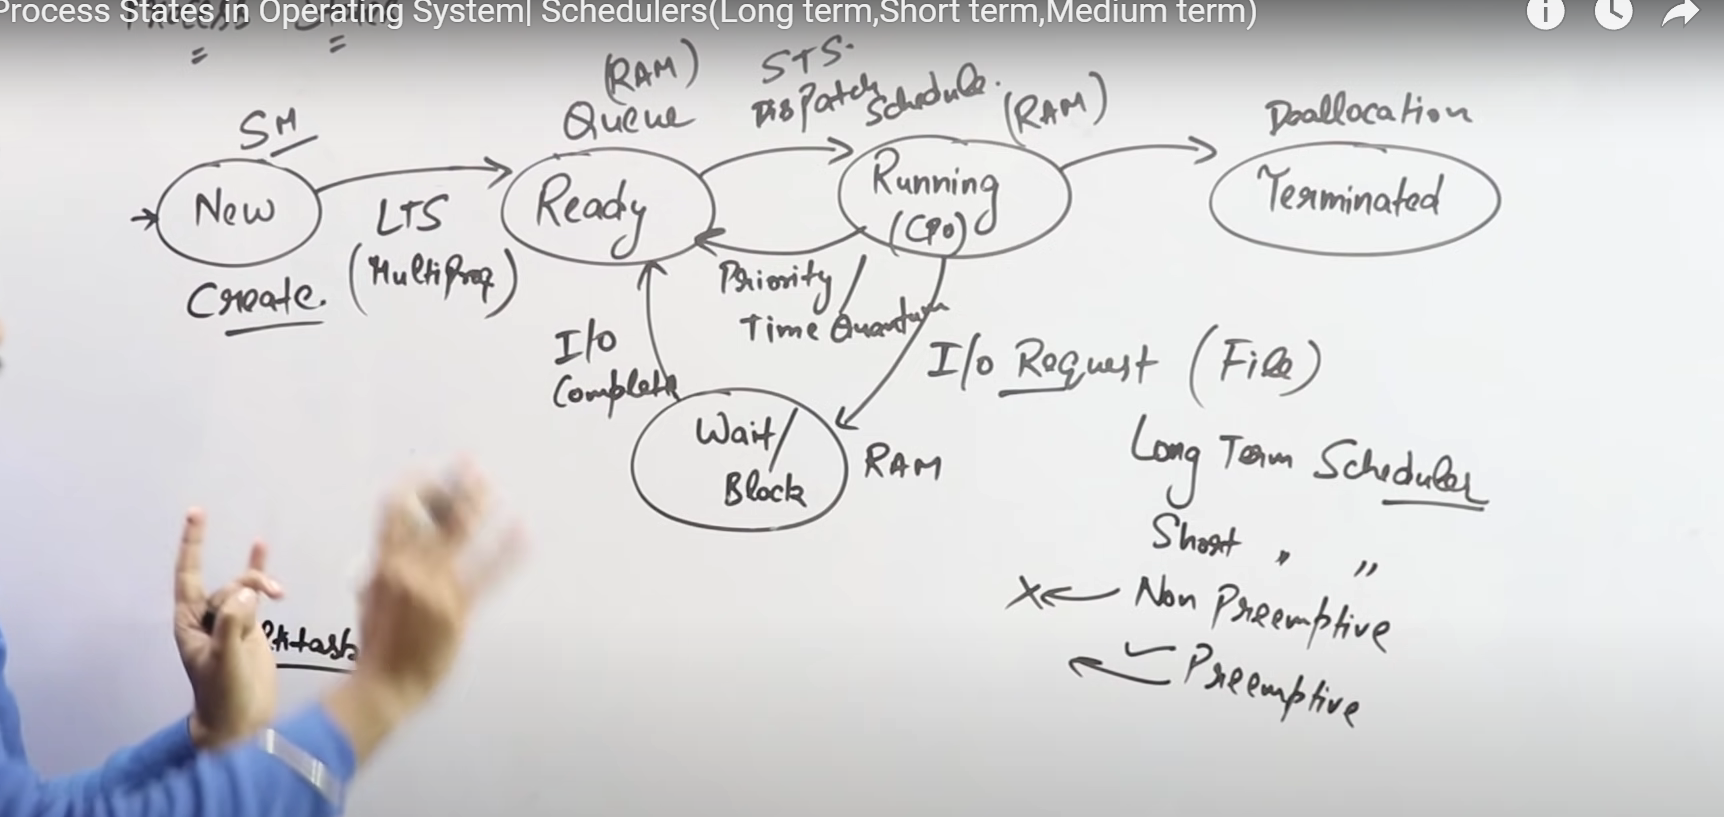 Process States in Operating System| Schedulers(Long term,Short term,Medium term)
SM
New
Create.
LTS
(MultiProg)
(RAM)
Queue
Ready
STS.
Dispatch
Schedule.
(RAM)
Running
(CPU)
Deallocation
Terminated
Priority/
Time Quantum
I/o
Complete
Wait/
Block
RAM
I/o Request (File)
Long Term Scheduler
Short " "
X← Non Preemptive
← ✓ Preemptive